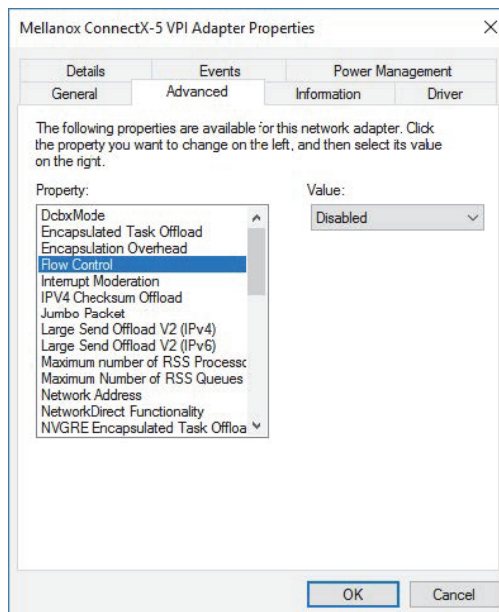 Mellanox ConnectX-5 VPI Adapter Properties
Details Events Power Management
General Advanced Information Driver
The following properties are available for this network adapter. Click
the property you want to change on the left, and then select its value
on the right.
Property: Value:
DcbxMode Disabled
Encapsulated Task Offload
Encapsulation Overhead
Flow Control
Interrupt Moderation
IPV4 Checksum Offload
Jumbo Packet
Large Send Offload V2 (IPv4)
Large Send Offload V2 (IPv6)
Maximum number of RSS Processo
Maximum Number of RSS Queues
Network Address
NetworkDirect Functionality
NVGRE Encapsulated Task Offloa
OK Cancel